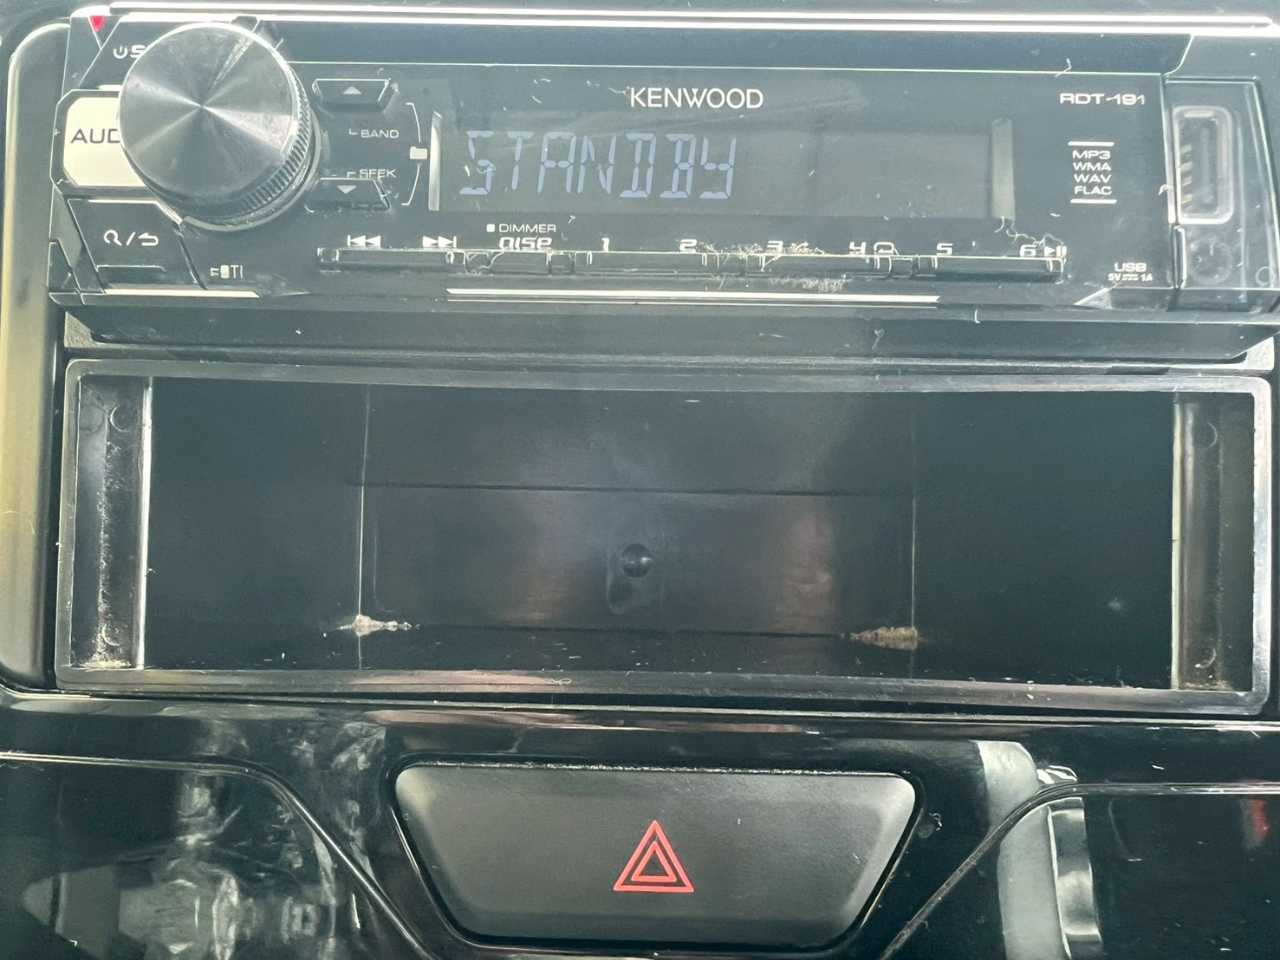 KENWOOD
RDT-191
AUD
BAND
SEEK
STANDBY
MP3
WMA
WAV
FLAC
DIMMER
DISP
1
2
3
4
5
6
USB
5V 1A